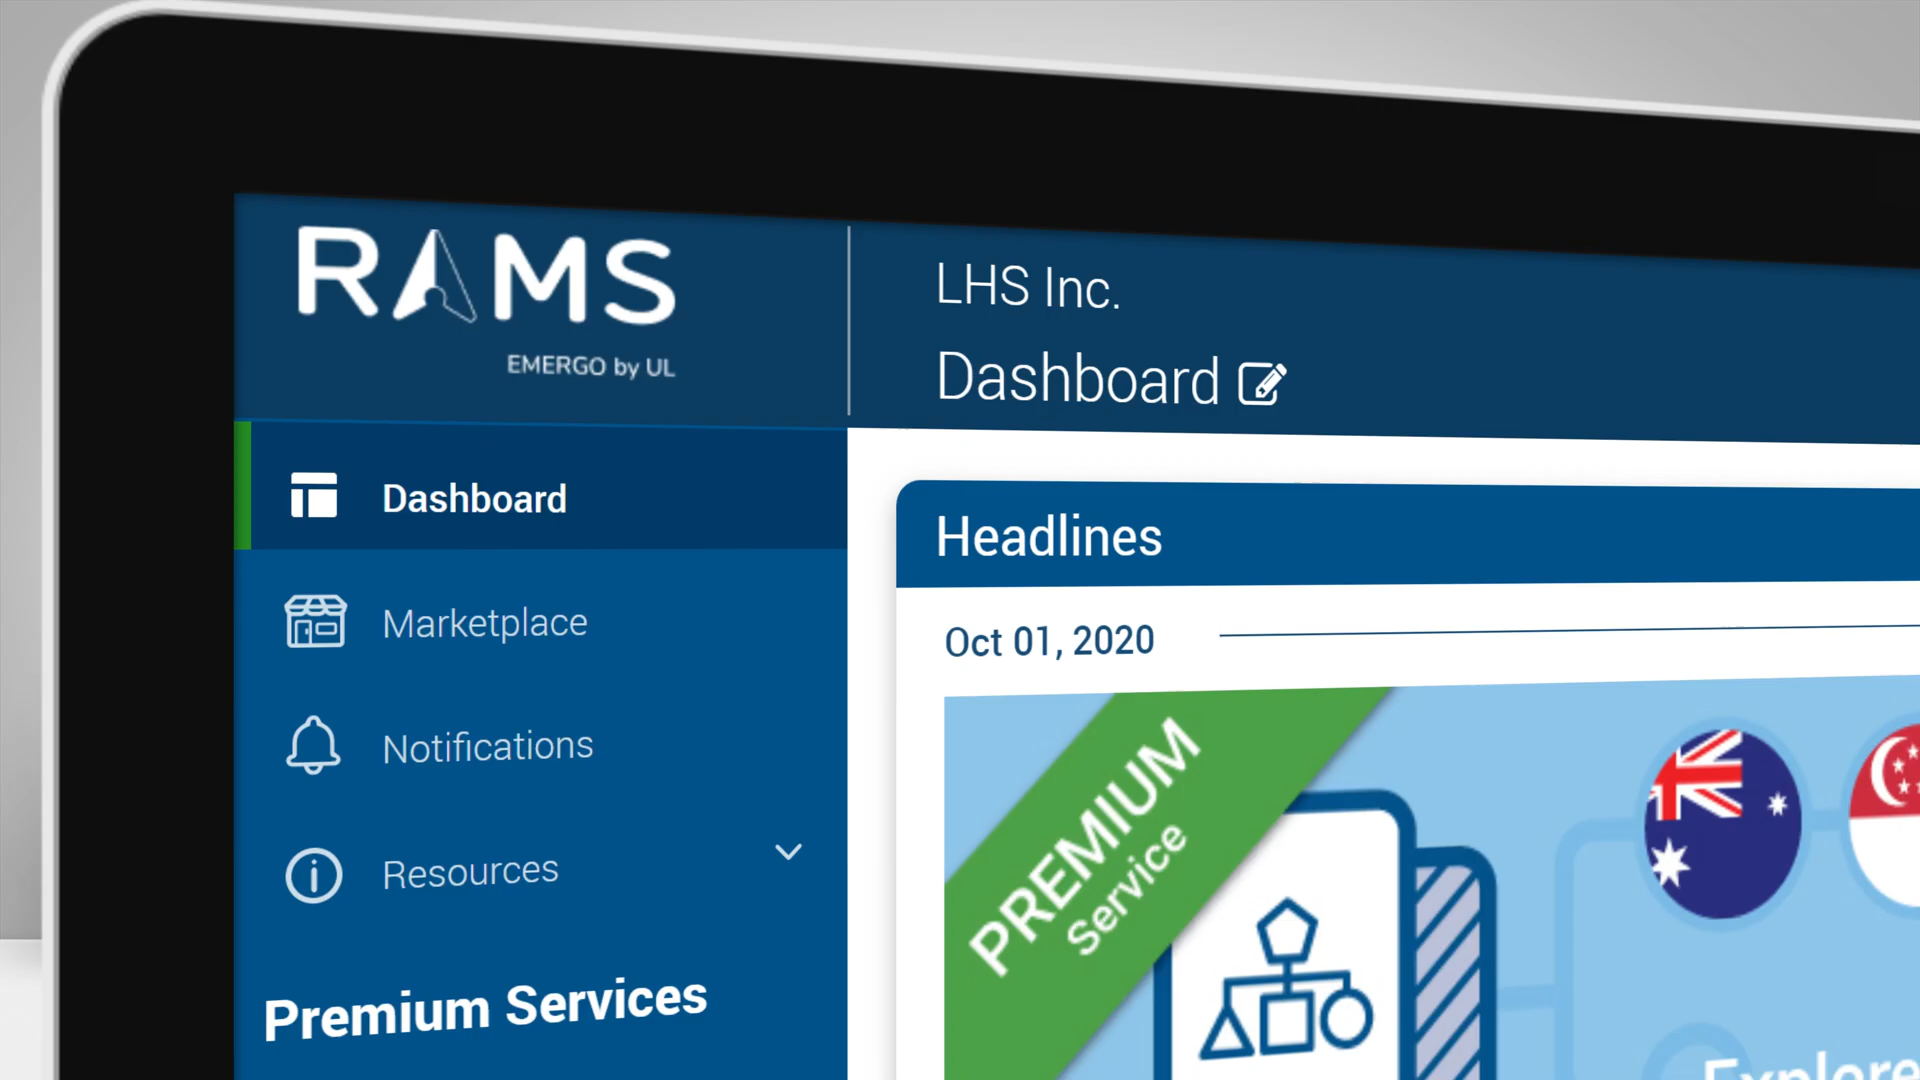 RAMS
EMERGO by UL
LHS Inc.
Dashboard
Dashboard
Marketplace
Notifications
Resources
Premium Services
Headlines
Oct 01, 2020
PREMIUM
Service
Explore